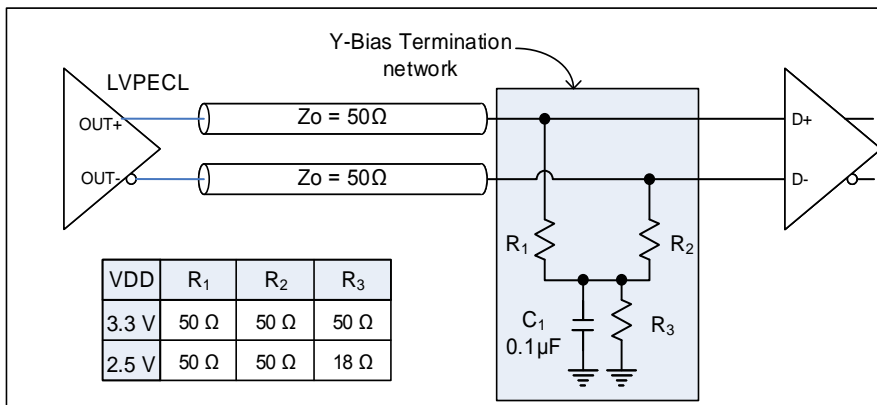 Y-Bias Termination
network
LVPECL
OUT+
Zo = 50Ω
D+
OUT-
Zo = 50Ω
D-
R1
R2
C1
0.1µF
R3
VDD R1 R2 R3
3.3 V 50 Ω 50 Ω 50 Ω
2.5 V 50 Ω 50 Ω 18 Ω